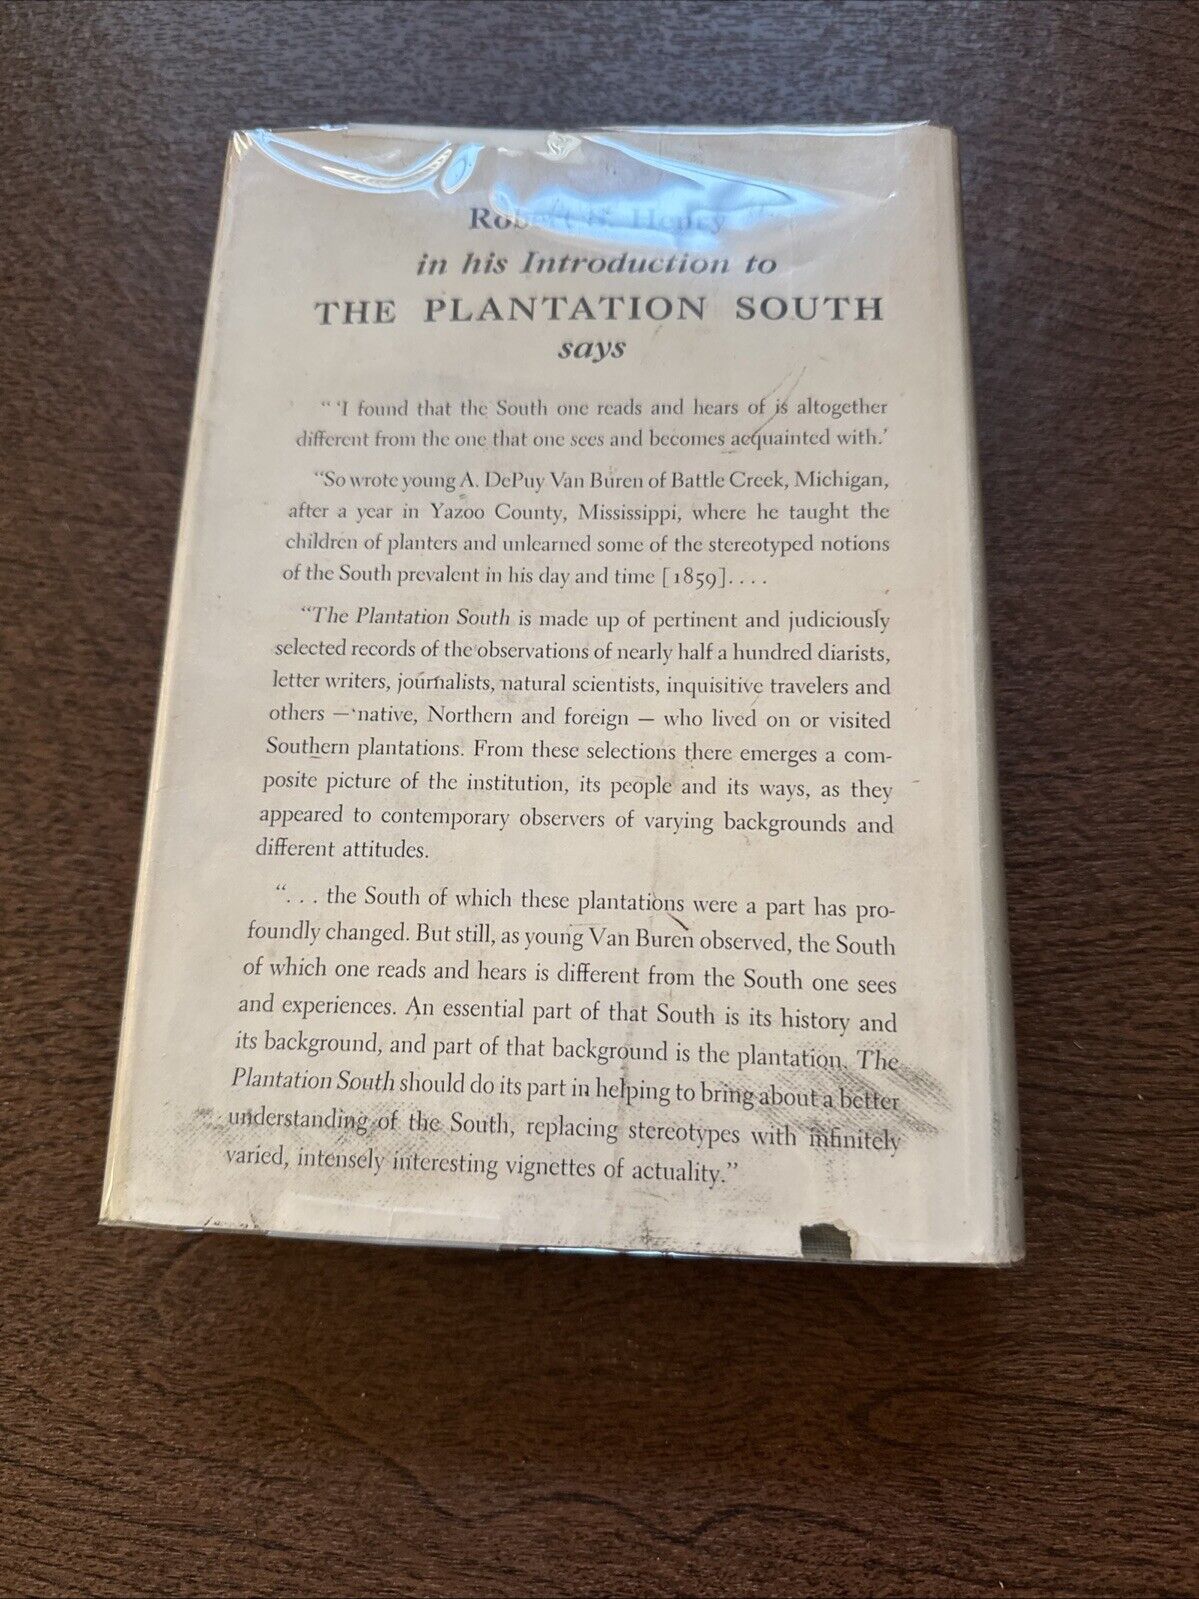 Robert S. Henry
in his Introduction to
THE PLANTATION SOUTH
says
“ ‘I found that the South one reads and hears of is altogether
different from the one that one sees and becomes acquainted with.’
“So wrote young A. DePuy Van Buren of Battle Creek, Michigan,
after a year in Yazoo County, Mississippi, where he taught the
children of planters and unlearned some of the stereotyped notions
of the South prevalent in his day and time [1859]. . . .
“The Plantation South is made up of pertinent and judiciously
selected records of the observations of nearly half a hundred diarists,
letter writers, journalists, natural scientists, inquisitive travelers and
others — native, Northern and foreign — who lived on or visited
Southern plantations. From these selections there emerges a com-
posite picture of the institution, its people and its ways, as they
appeared to contemporary observers of varying backgrounds and
different attitudes.
“. . . the South of which these plantations were a part has pro-
foundly changed. But still, as young Van Buren observed, the South
of which one reads and hears is different from the South one sees
and experiences. An essential part of that South is its history and
its background, and part of that background is the plantation. The
Plantation South should do its part in helping to bring about a better
understanding of the South, replacing stereotypes with infinitely
varied, intensely interesting vignettes of actuality.”